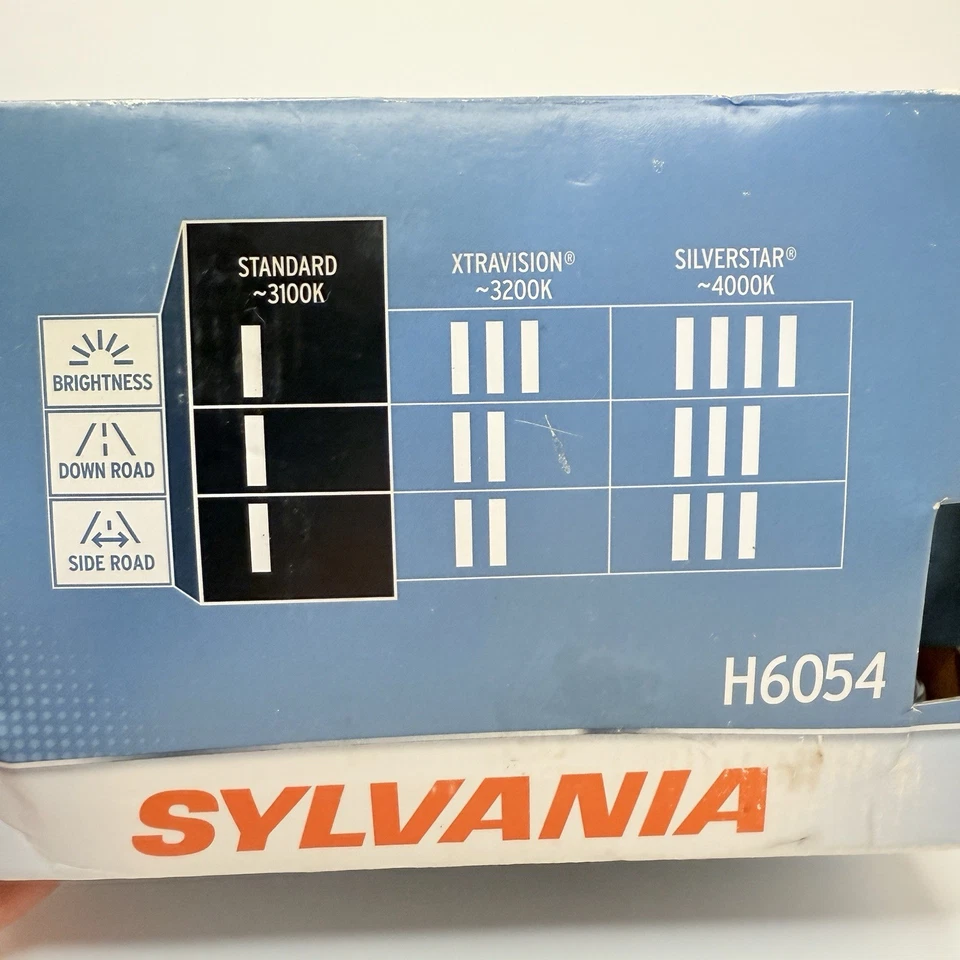 STANDARD
~3100K
XTRAVISION®
~3200K
SILVERSTAR®
~4000K
BRIGHTNESS
DOWN ROAD
SIDE ROAD
H6054
SYLVANIA